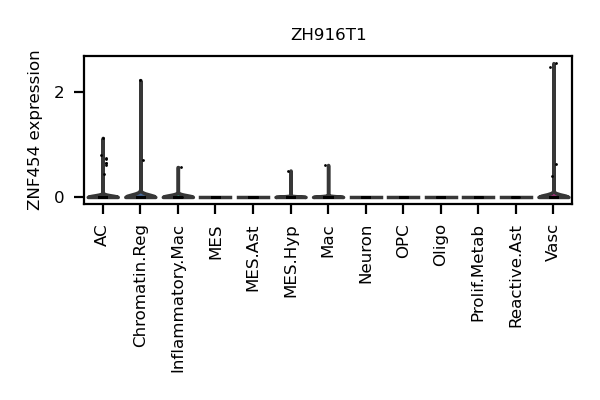 ZH916T1
ZNF454 expression
2
0
AC
Chromatin.Reg
Inflammatory.Mac
MES
MES.Ast
MES.Hyp
Mac
Neuron
OPC
Oligo
Prolif.Metab
Reactive.Ast
Vasc